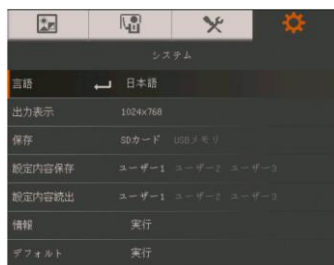 システム
言語 日本語
出力表示 1024x768
保存 SDカード USBメモリ
設定内容保存 ユーザー1 ユーザー2 ユーザー3
設定内容読出 ユーザー1 ユーザー2 ユーザー3
情報 実行
デフォルト 実行